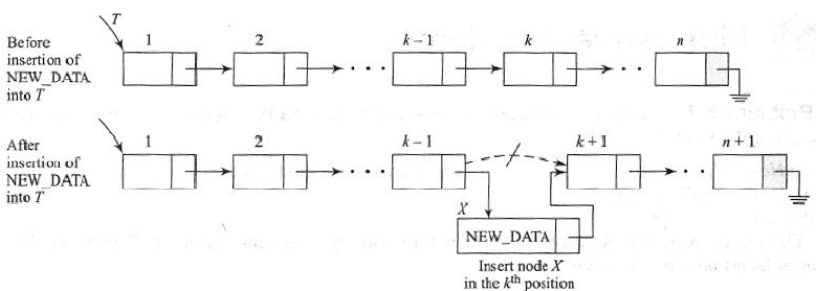 T
1 2 k – 1 k n
Before
insertion of
NEW_DATA
into T
After
insertion of
NEW_DATA
into T
1 2 k – 1 k + 1 n + 1
X
NEW_DATA
Insert node X
in the kth position